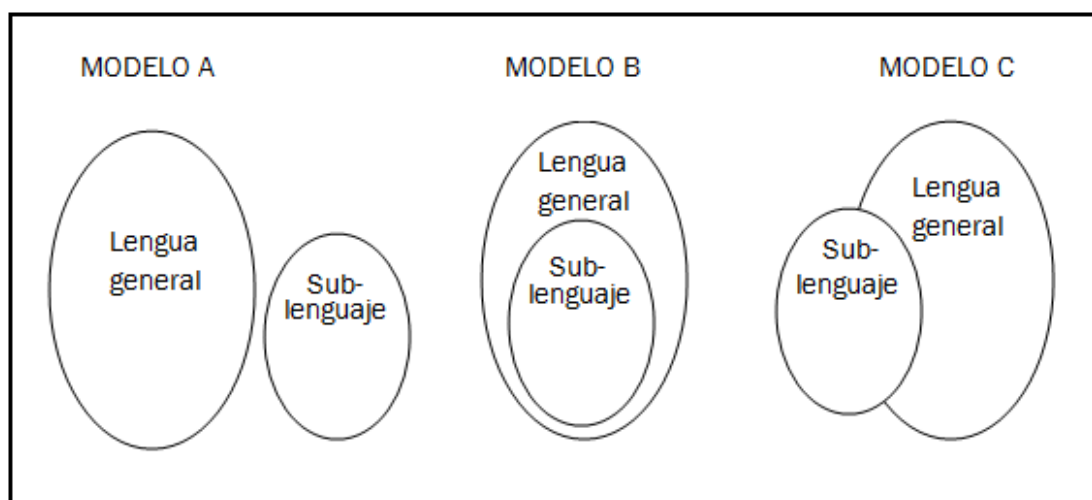 MODELO A
MODELO B
MODELO C
Lengua
general
Sub-
lenguaje
Lengua
general
Sub-
lenguaje
Lengua
general
Sub-
lenguaje